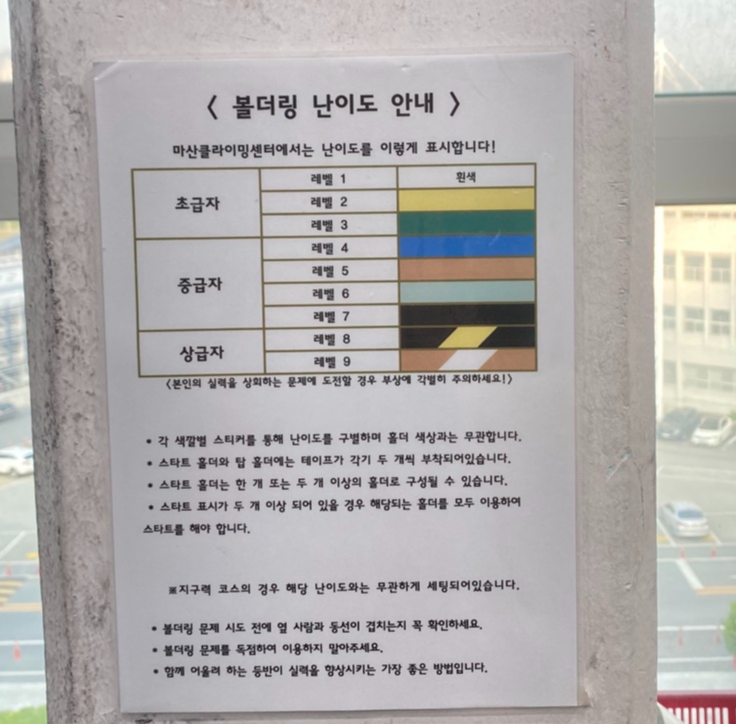 < 볼더링 난이도 안내 >
마산클라이밍센터에서는 난이도를 이렇게 표시합니다!
초급자
레벨 1 흰색
레벨 2
레벨 3
중급자
레벨 4
레벨 5
레벨 6
레벨 7
상급자
레벨 8
레벨 9
<본인의 실력을 상회하는 문제에 도전할 경우 부상에 각별히 주의하세요!>
• 각 색깔별 스티커를 통해 난이도를 구별하며 홀더 색상과는 무관합니다.
• 스타트 홀더와 탑 홀더에는 테이프가 각기 두 개씩 부착되어있습니다.
• 스타트 홀더는 한 개 또는 두 개 이상의 홀더로 구성될 수 있습니다.
• 스타트 표시가 두 개 이상 되어 있을 경우 해당되는 홀더를 모두 이용하여
스타트를 해야 합니다.
※지구력 코스의 경우 해당 난이도와는 무관하게 세팅되어있습니다.
• 볼더링 문제 시도 전에 옆 사람과 동선이 겹치는지 꼭 확인하세요.
• 볼더링 문제를 독점하여 이용하지 말아주세요.
• 함께 어울려 하는 등반이 실력을 향상시키는 가장 좋은 방법입니다.